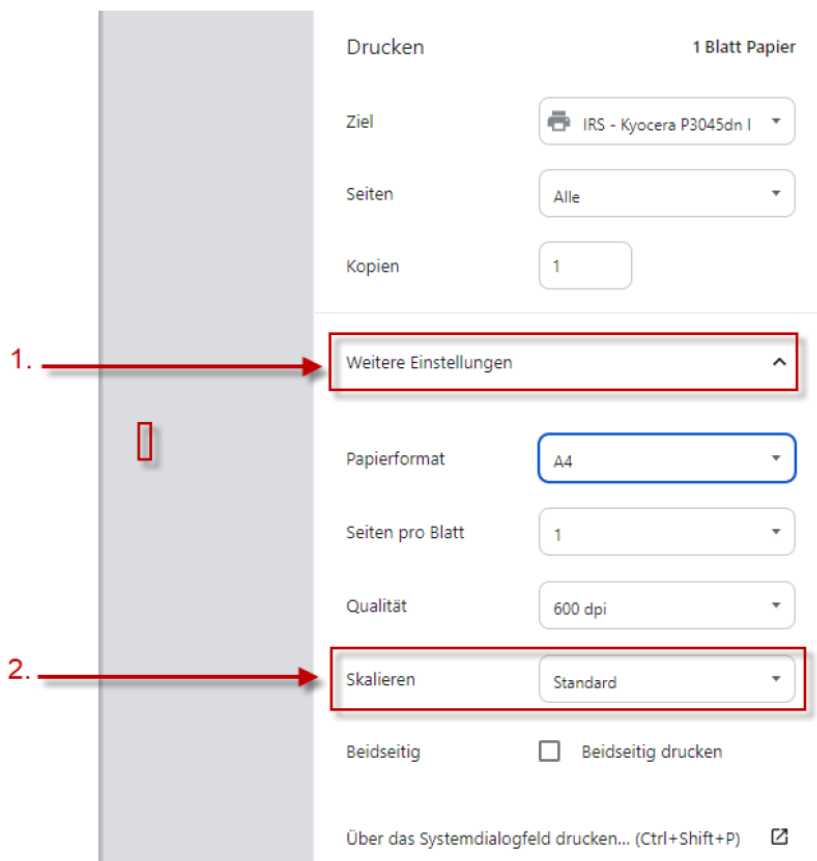 Drucken 1 Blatt Papier
Ziel IRS - Kyocera P3045dn I
Seiten Alle
Kopien 1
1. Weitere Einstellungen
Papierformat A4
Seiten pro Blatt 1
Qualität 600 dpi
2. Skalieren Standard
Beidseitig Beidseitig drucken
Über das Systemdialogfeld drucken... (Ctrl+Shift+P)